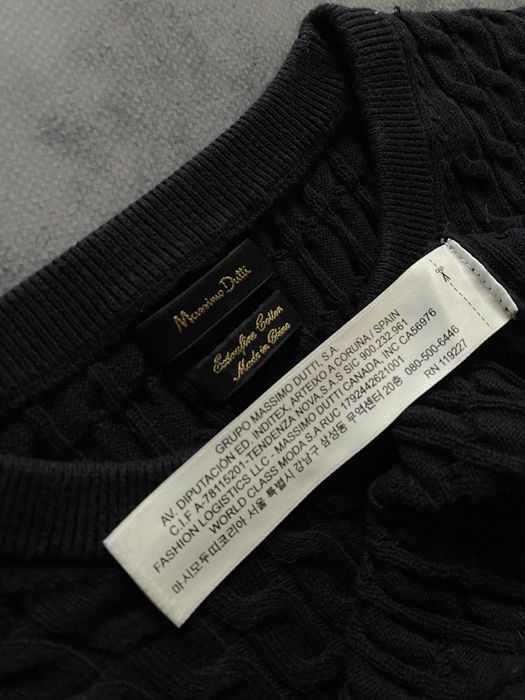 Massimo Dutti
Extrafine Cotton
Made in China
GRUPO MASSIMO DUTTI, S.A
AV. DIPUTACIÓN ED. INDITEX, ARTEIXO A CORUÑA / SPAIN
C.I.F A-78115201-TENDENZA NOVA,S.A.S SIC 900.232.961
FASHION LOGISTICS LLC - MASSIMO DUTTI CANADA, INC CA56976
WORLD CLASS MODA S.A RUC 1792442621001
마시모두띠코리아 서울 특별시 강남구 삼성동 무역센터 20층 080-500-6446
RN 119227